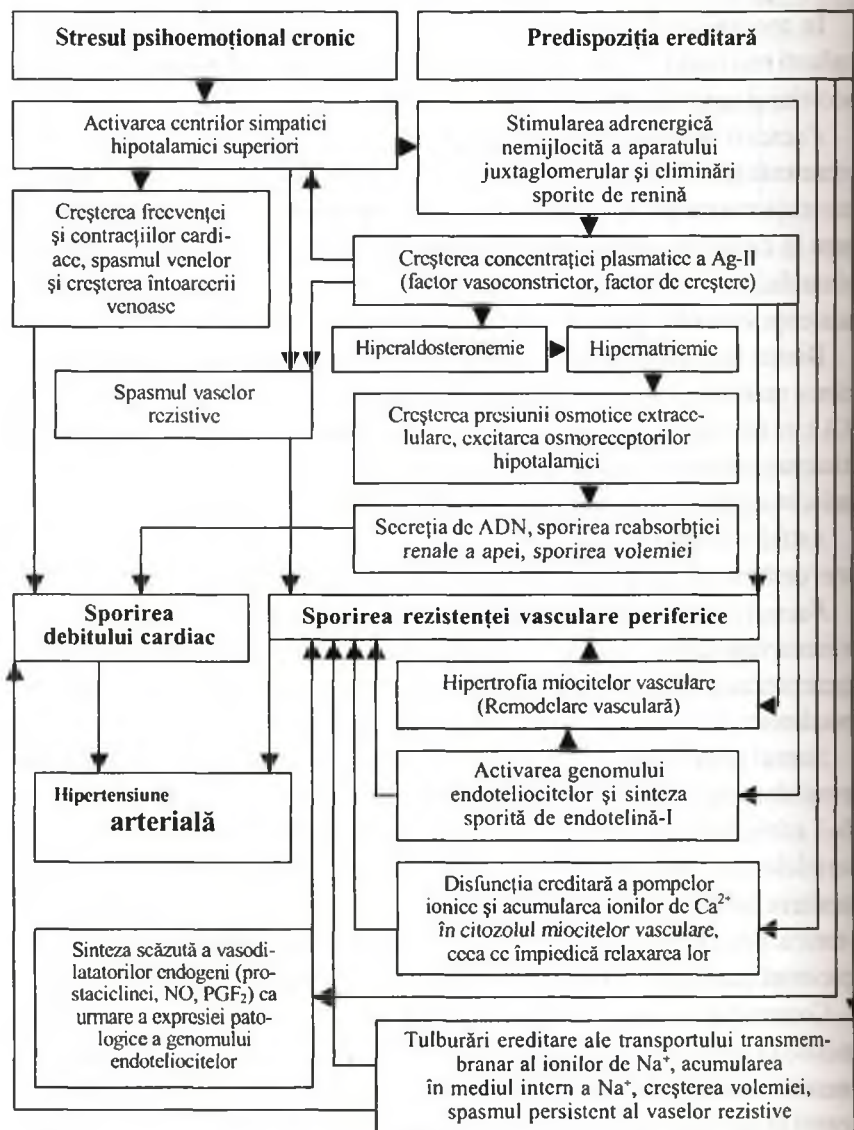 Stresul psihoemoțional cronic
Predispoziția ereditară
Activarea centrilor simpatici
hipotalamici superiori
Stimularea adrenergică
nemijlocită a aparatului
juxtaglomerular și eliminări
sporite de renină
Creșterea frecvenței
și contracțiilor cardi-
ace, spasmul venelor
și creșterea întoarcerii
venoase
Creșterea concentrației plasmatice a Ag-II
(factor vasoconstrictor, factor de creștere)
Hiperaldosteronemie
Hipernatriemie
Spasmul vaselor
rezistive
Creșterea presiunii osmotice extrace-
lulare, excitarea osmoreceptorilor
hipotalamici
Secreția de ADN, sporirea reabsorbției
renale a apei, sporirea volemiei
Sporirea
debitului cardiac
Sporirea rezistenței vasculare periferice
Hipertrofia miocitelor vasculare
(Remodelare vasculară)
Hipertensiune
arterială
Activarea genomului
endoteliocitelor și sinteza
sporită de endotelină-I
Disfuncția ereditară a pompelor
ionice și acumularea ionilor de Ca²⁺
în citozolul miocitelor vasculare,
ceea ce împiedică relaxarea lor
Sinteza scăzută a vasodi-
latatorilor endogeni (pro-
staciclinei, NO, PGF₂) ca
urmare a expresiei pato-
logice a genomului
endoteliocitelor
Tulburări ereditare ale transportului transmem-
branar al ionilor de Na⁺, acumularea
în mediul intern a Na⁺, creșterea volemiei,
spasmul persistent al vaselor rezistive